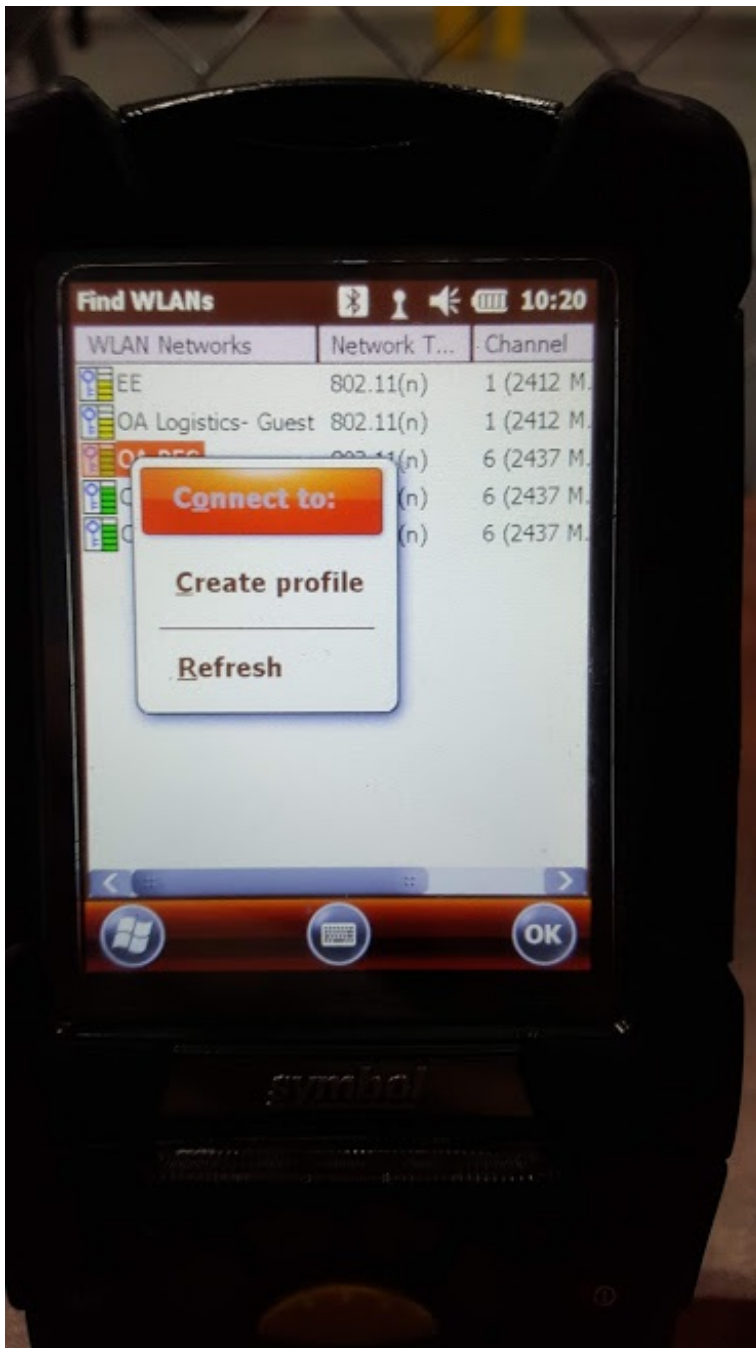 Find WLANs 10:20
WLAN Networks Network T... Channel
EE 802.11(n) 1 (2412 M.
OA Logistics- Guest 802.11(n) 1 (2412 M.
6 (2437 M.
(n) 6 (2437 M.
(n) 6 (2437 M.
Connect to:
Create profile
Refresh
OK
symbol